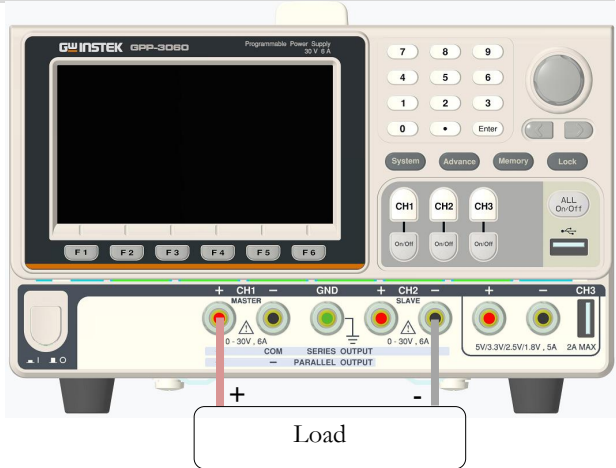 GWINSTEK GPP-3060
Programmable Power Supply
30 V 6 A
7 8 9
4 5 6
1 2 3
0 • Enter
System Advance Memory Lock
CH1 CH2 CH3
ALL
On/Off
On/Off On/Off On/Off
F 1 F 2 F 3 F 4 F 5 F 6
+ CH1 − GND + CH2 − + − CH3
MASTER SLAVE
0 - 30V , 6A 0 - 30V , 6A
5V/3.3V/2.5V/1.8V , 5A 2A MAX
COM SERIES OUTPUT
− PARALLEL OUTPUT
I O
+ -
Load